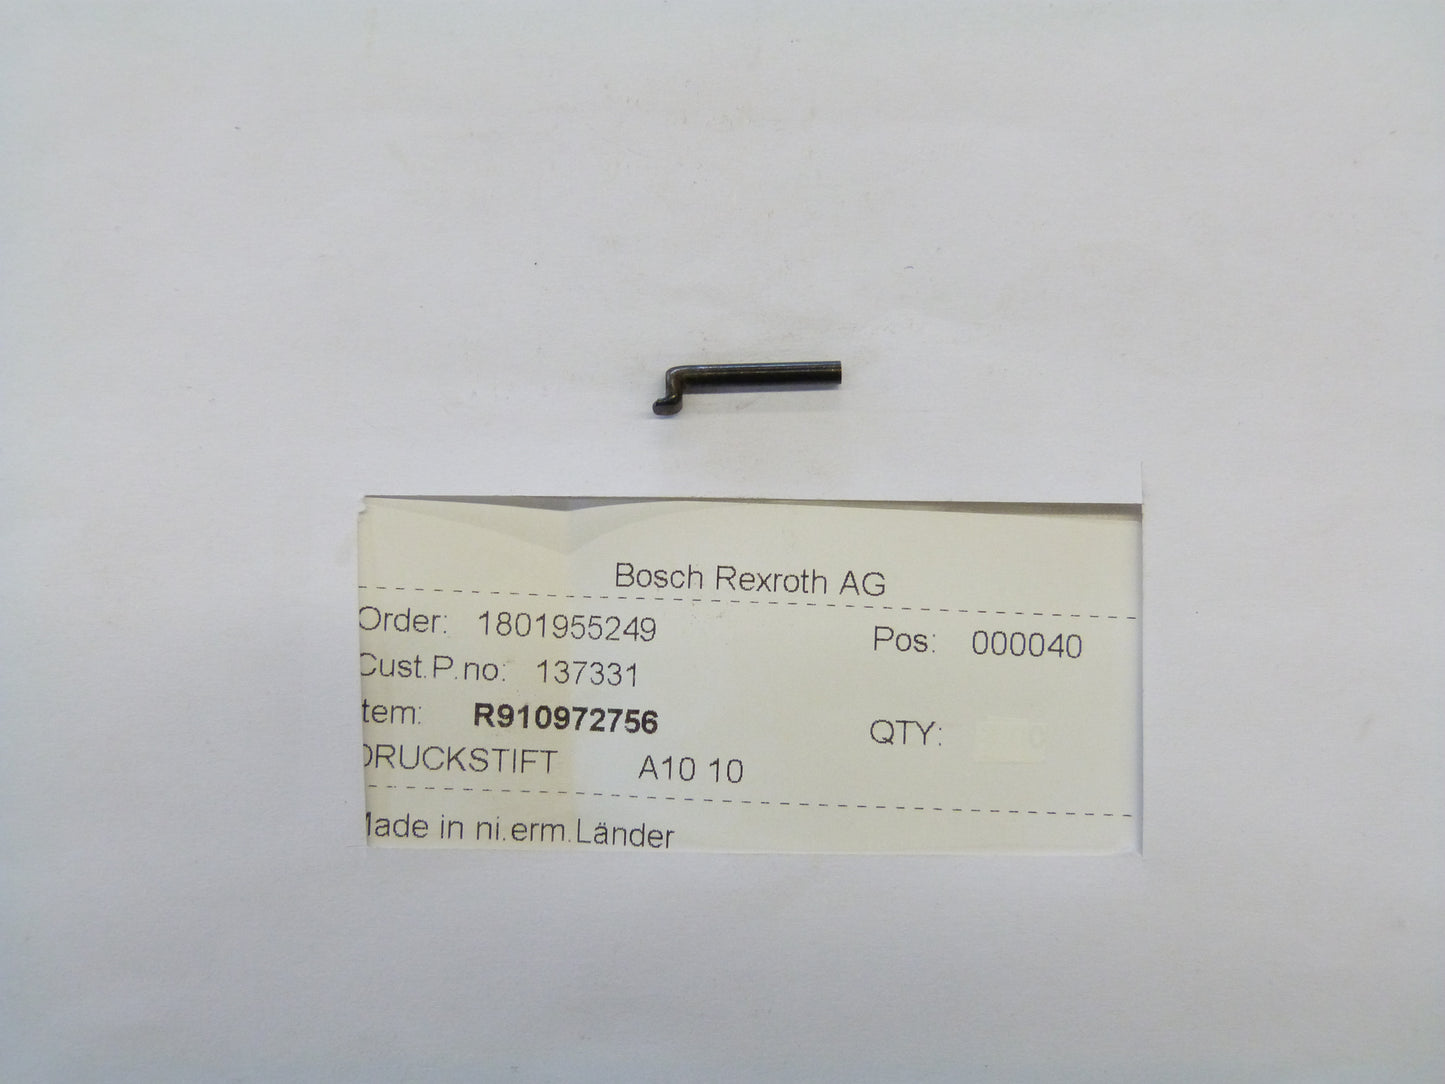 Bosch Rexroth AG
Order: 1801955249 Pos: 000040
Cust.P.no: 137331
Item: R910972756 QTY:
DRUCKSTIFT A10 10
Made in ni.erm.Länder